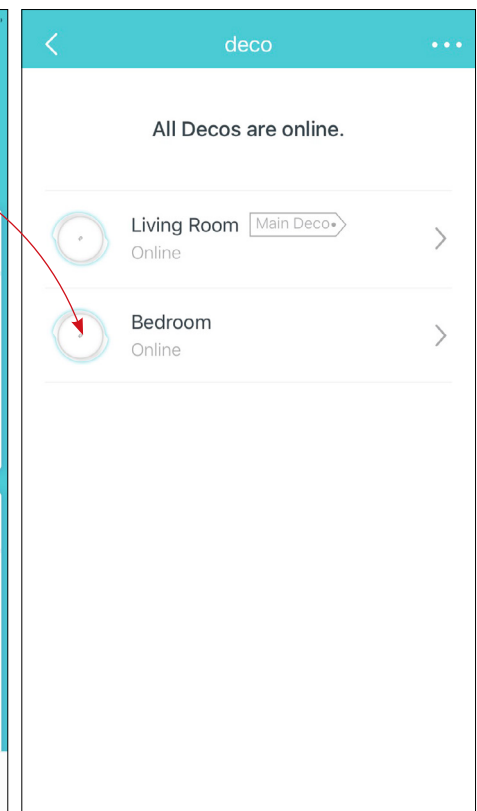 deco
All Decos are online.
Living Room Main Deco
Online
Bedroom
Online